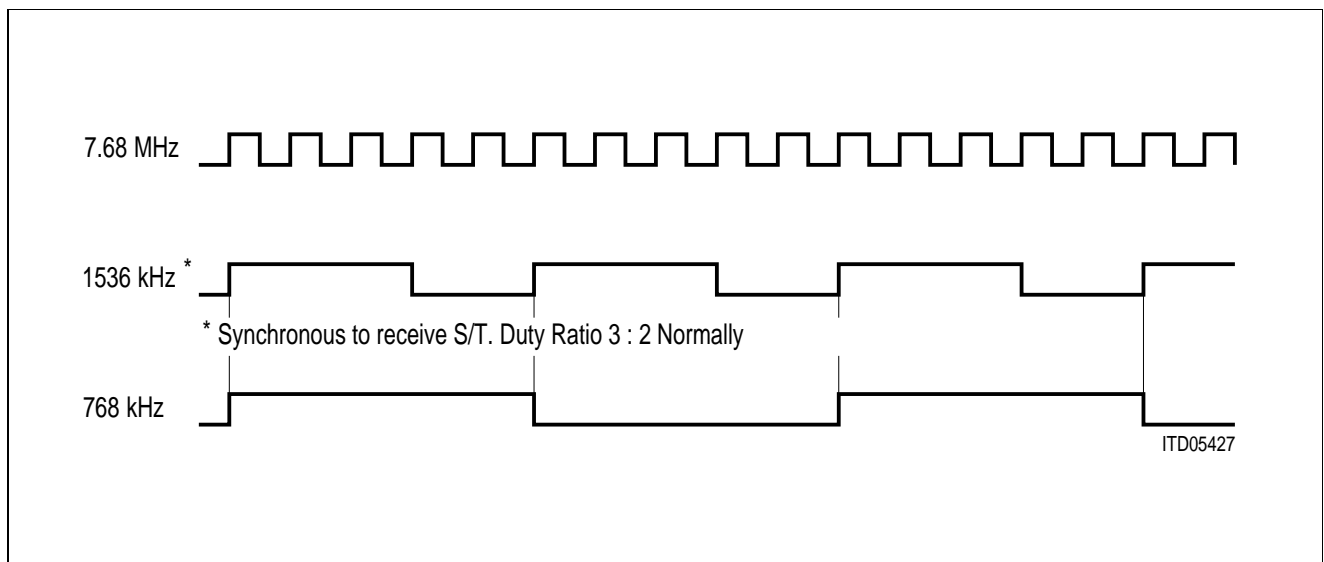 7.68 MHz
1536 kHz *
* Synchronous to receive S/T. Duty Ratio 3 : 2 Normally
768 kHz
ITD05427